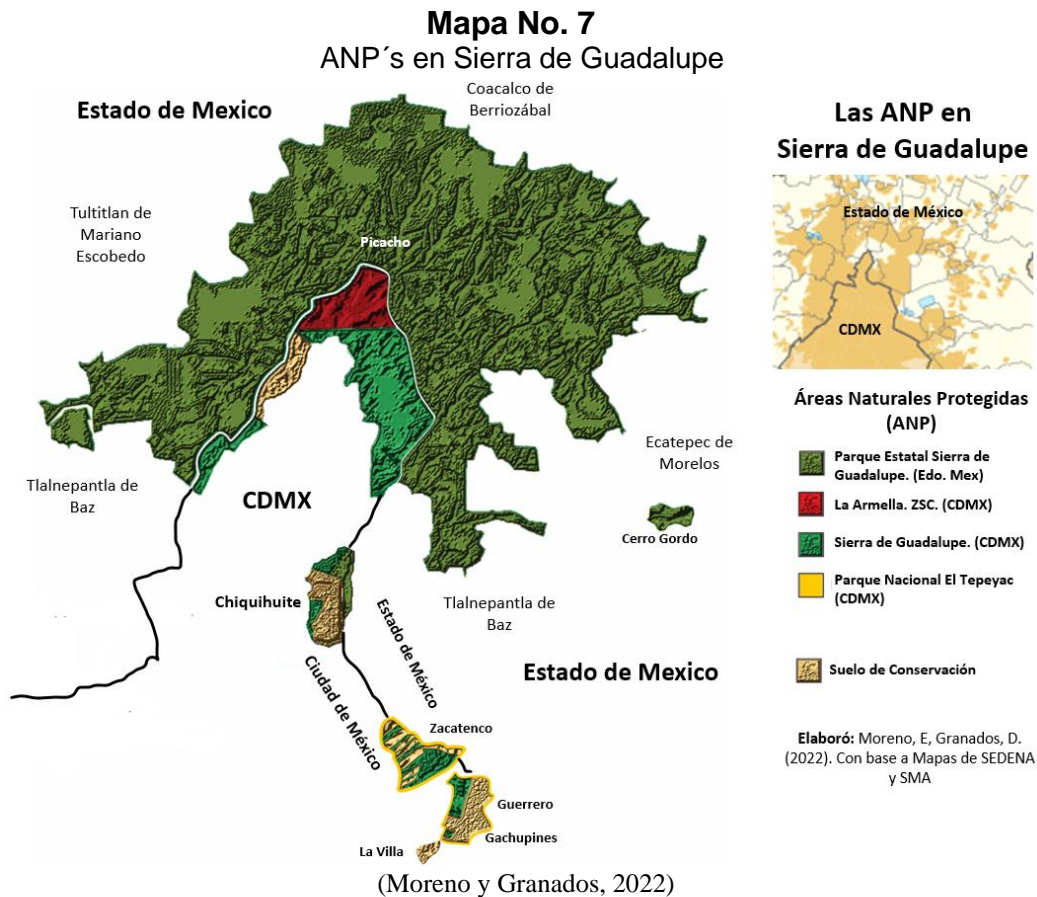 Mapa No. 7
ANP´s en Sierra de Guadalupe
Estado de Mexico
Coacalco de
Berriozábal
Tultitlan de
Mariano
Escobedo
Picacho
Tlalnepantla de
Baz
CDMX
Ecatepec de
Morelos
Cerro Gordo
Chiquihuite
Tlalnepantla de
Baz
Estado de México
Ciudad de México
Estado de Mexico
Zacatenco
Guerrero
Gachupines
La Villa
Las ANP en
Sierra de Guadalupe
Estado de México
CDMX
Áreas Naturales Protegidas
(ANP)
Parque Estatal Sierra de
Guadalupe. (Edo. Mex)
La Armella. ZSC. (CDMX)
Sierra de Guadalupe. (CDMX)
Parque Nacional El Tepeyac
(CDMX)
Suelo de Conservación
Elaboró: Moreno, E, Granados, D.
(2022). Con base a Mapas de SEDENA
y SMA
(Moreno y Granados, 2022)